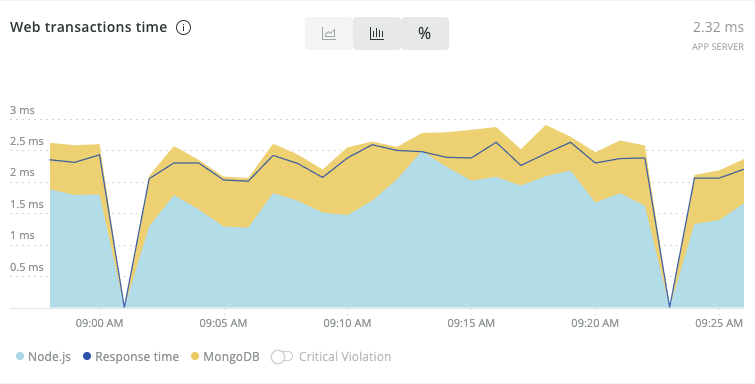 Web transactions time
%
2.32 ms
APP SERVER
3 ms
2.5 ms
2 ms
1.5 ms
1 ms
0.5 ms
09:00 AM 09:05 AM 09:10 AM 09:15 AM 09:20 AM 09:25 AM
Node.js Response time MongoDB Critical Violation